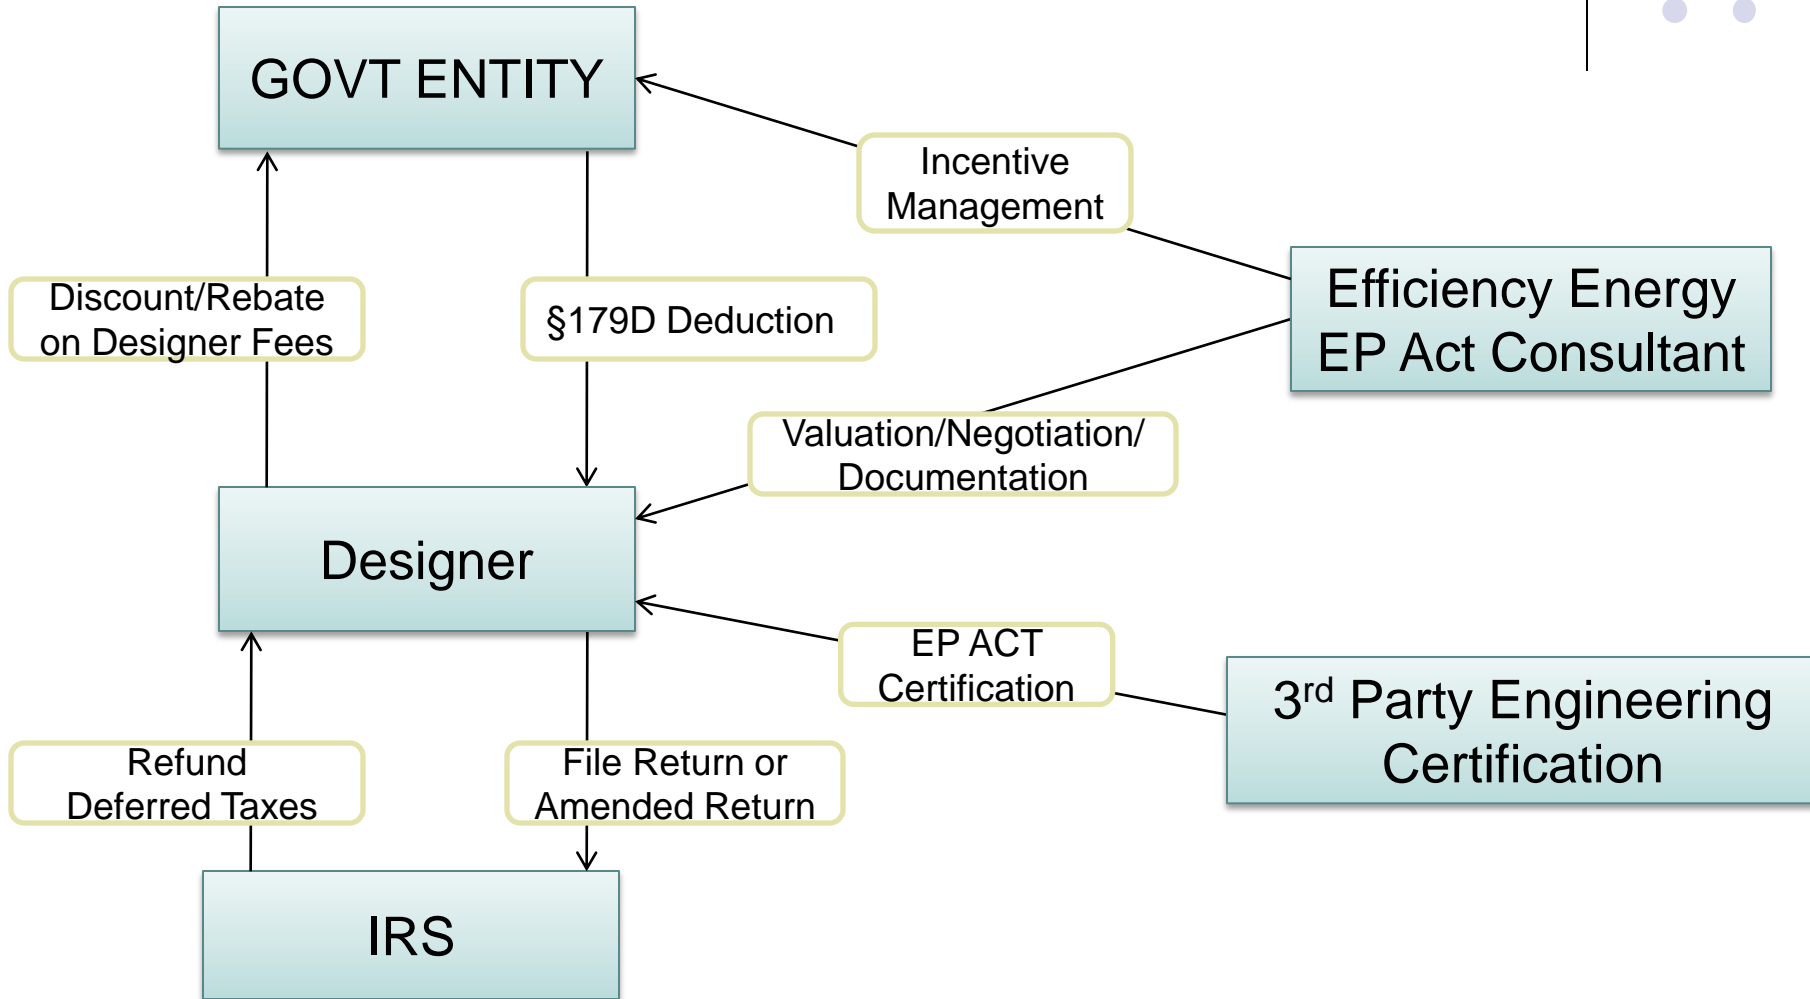 GOVT ENTITY
Incentive
Management
Discount/Rebate
on Designer Fees
§179D Deduction
Efficiency Energy
EP Act Consultant
Valuation/Negotiation/
Documentation
Designer
EP ACT
Certification
3rd Party Engineering
Certification
Refund
Deferred Taxes
File Return or
Amended Return
IRS